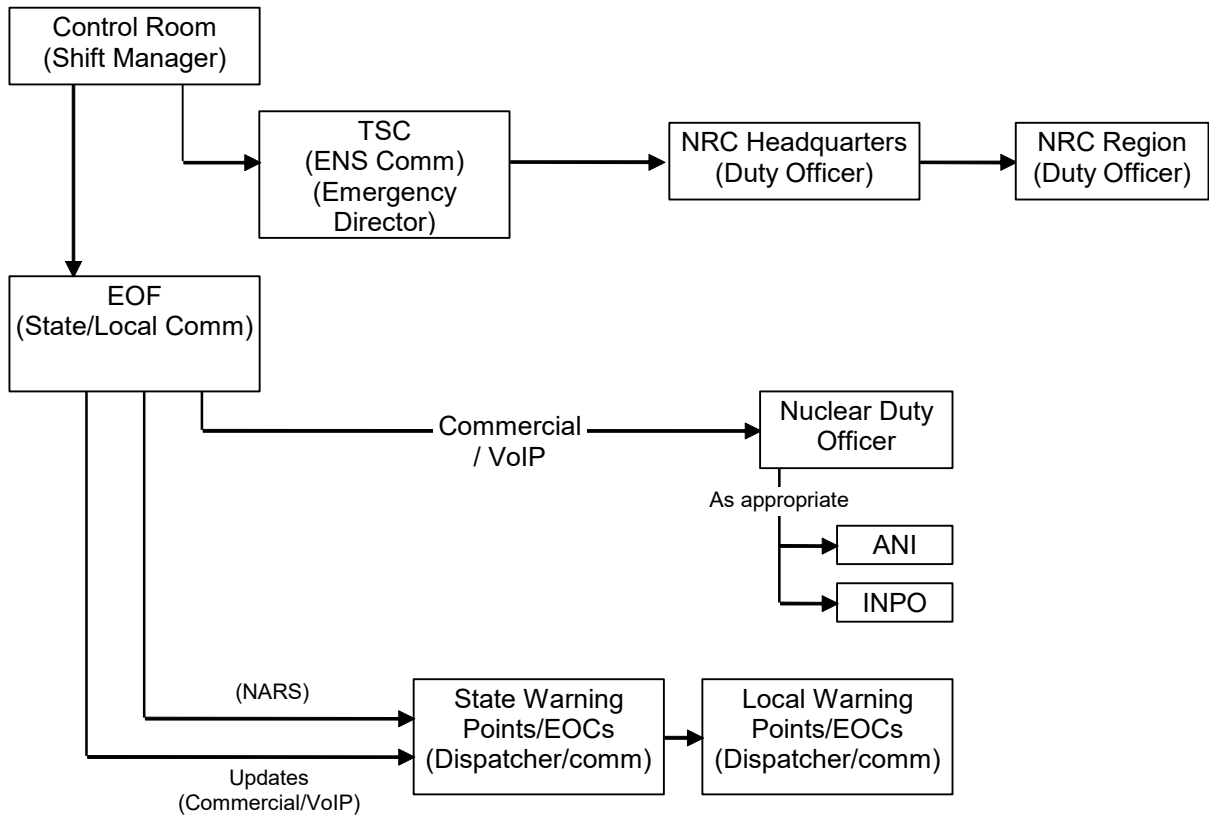 Control Room
(Shift Manager)
TSC
(ENS Comm)
(Emergency
Director)
NRC Headquarters
(Duty Officer)
NRC Region
(Duty Officer)
EOF
(State/Local Comm)
Commercial
/ VoIP
Nuclear Duty
Officer
As appropriate
ANI
INPO
(NARS)
State Warning
Points/EOCs
(Dispatcher/comm)
Local Warning
Points/EOCs
(Dispatcher/comm)
Updates
(Commercial/VoIP)